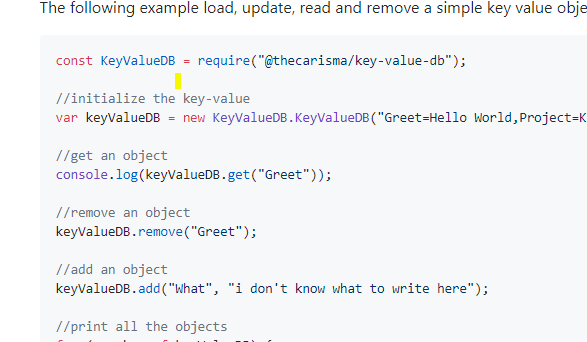 The following example load, update, read and remove a simple key value obje
const KeyValueDB = require("@thecarisma/key-value-db");
//initialize the key-value
var keyValueDB = new KeyValueDB.KeyValueDB("Greet=Hello World,Project=K
//get an object
console.log(keyValueDB.get("Greet"));
//remove an object
keyValueDB.remove("Greet");
//add an object
keyValueDB.add("What", "i don't know what to write here");
//print all the objects